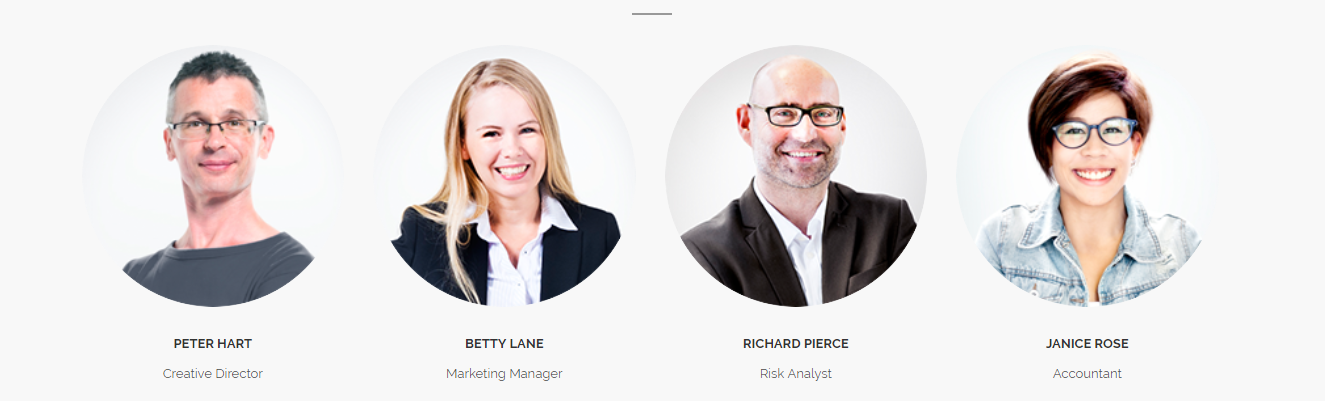 PETER HART
Creative Director
BETTY LANE
Marketing Manager
RICHARD PIERCE
Risk Analyst
JANICE ROSE
Accountant